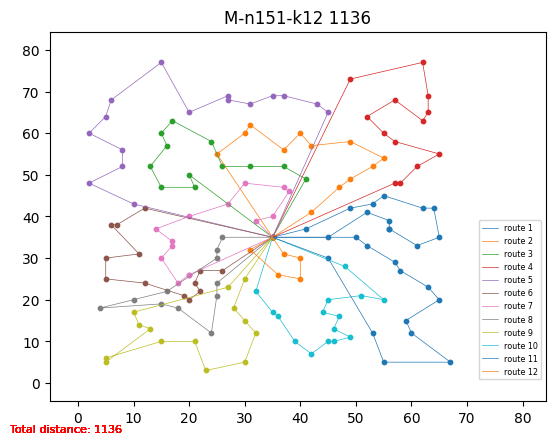 M-n151-k12 1136
80
70
60
50
40
30
20
10
0
0 10 20 30 40 50 60 70 80
route 1
route 2
route 3
route 4
route 5
route 6
route 7
route 8
route 9
route 10
route 11
route 12
Total distance: 1136